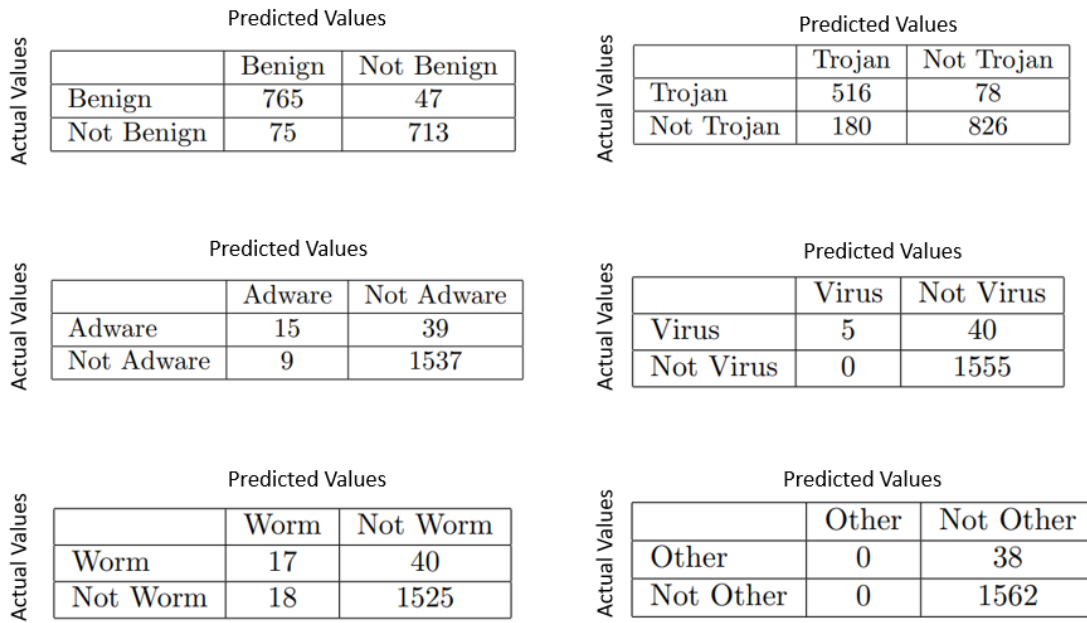 Predicted Values
Actual Values
Benign Not Benign
Benign 765 47
Not Benign 75 713
Predicted Values
Actual Values
Trojan Not Trojan
Trojan 516 78
Not Trojan 180 826
Predicted Values
Actual Values
Adware Not Adware
Adware 15 39
Not Adware 9 1537
Predicted Values
Actual Values
Virus Not Virus
Virus 5 40
Not Virus 0 1555
Predicted Values
Actual Values
Worm Not Worm
Worm 17 40
Not Worm 18 1525
Predicted Values
Actual Values
Other Not Other
Other 0 38
Not Other 0 1562